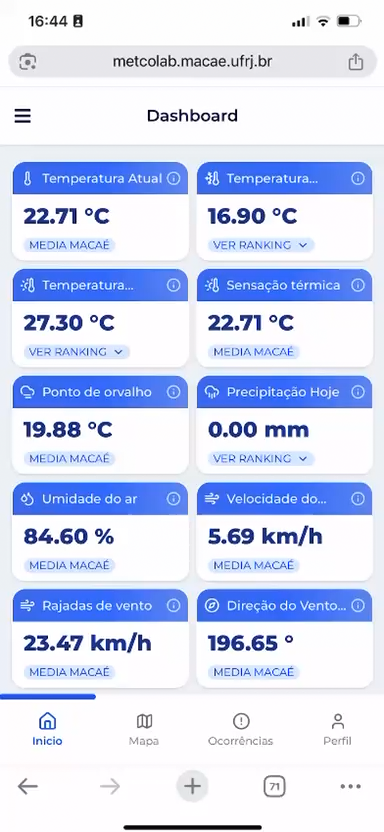 16:44
metcolab.macae.ufrj.br
Dashboard
Temperatura Atual
22.71 °C
MEDIA MACAÉ
Temperatura...
16.90 °C
VER RANKING
Temperatura...
27.30 °C
VER RANKING
Sensação térmica
22.71 °C
MEDIA MACAÉ
Ponto de orvalho
19.88 °C
MEDIA MACAÉ
Precipitação Hoje
0.00 mm
VER RANKING
Umidade do ar
84.60 %
MEDIA MACAÉ
Velocidade do...
5.69 km/h
MEDIA MACAÉ
Rajadas de vento
23.47 km/h
MEDIA MACAÉ
Direção do Vento...
196.65 °
MEDIA MACAÉ
Inicio
Mapa
Ocorrências
Perfil
71